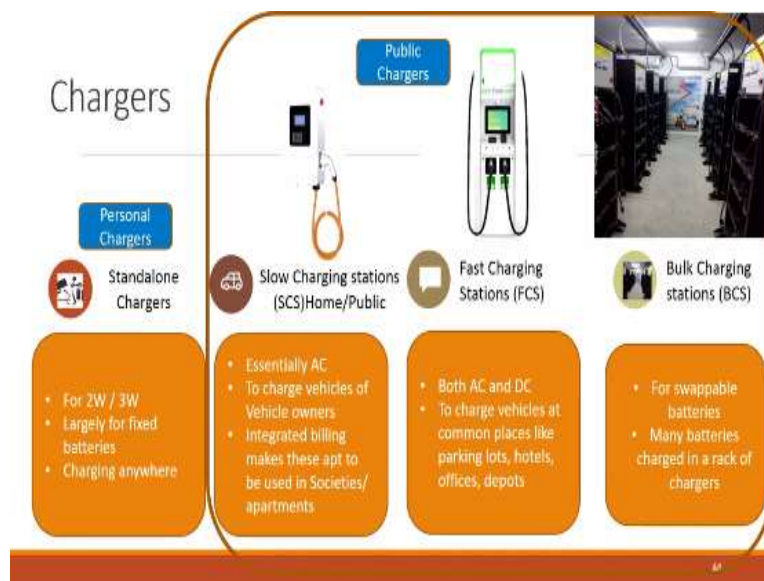 Public
Chargers
Chargers
Personal
Chargers
Standalone
Chargers
Slow Charging stations
(SCS)Home/Public
Fast Charging
Stations (FCS)
Bulk Charging
stations (BCS)
• For 2W / 3W
• Largely for fixed
batteries
• Charging anywhere
• Essentially AC
• To charge vehicles of
Vehicle owners
• Integrated billing
makes these apt to
be used in Societies/
apartments
• Both AC and DC
• To charge vehicles at
common places like
parking lots, hotels,
offices, depots
• For swappable
batteries
• Many batteries
charged in a rack of
chargers